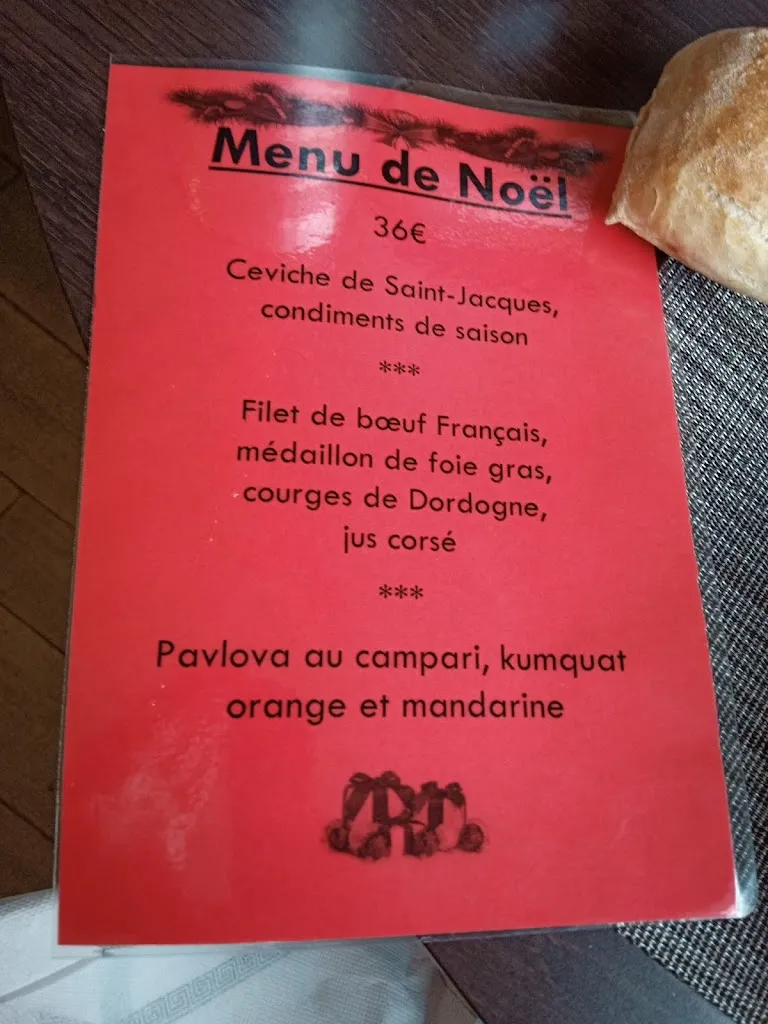 Menu de Noël
36€
Ceviche de Saint-Jacques,
condiments de saison
***
Filet de bœuf Français,
médaillon de foie gras,
courges de Dordogne,
jus corsé
***
Pavlova au campari, kumquat
orange et mandarine